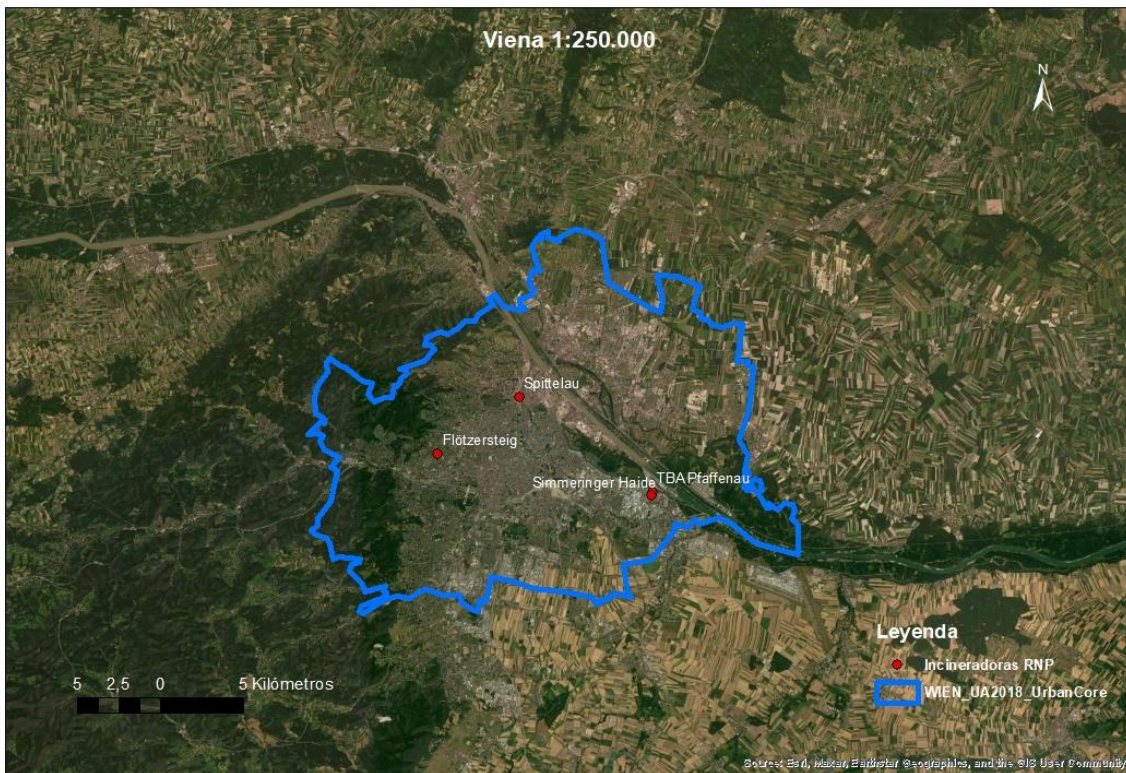 Viena 1:250.000
N
Spittelau
Flötzersteig
Simmeringer Haide
TBA Pfaffenau
Leyenda
Incineradoras RNP
WIEN_UA2018_UrbanCore
5 2,5 0 5 Kilómetros
Source: Esri, Maxar, Earthstar Geographics, and the GIS User Community